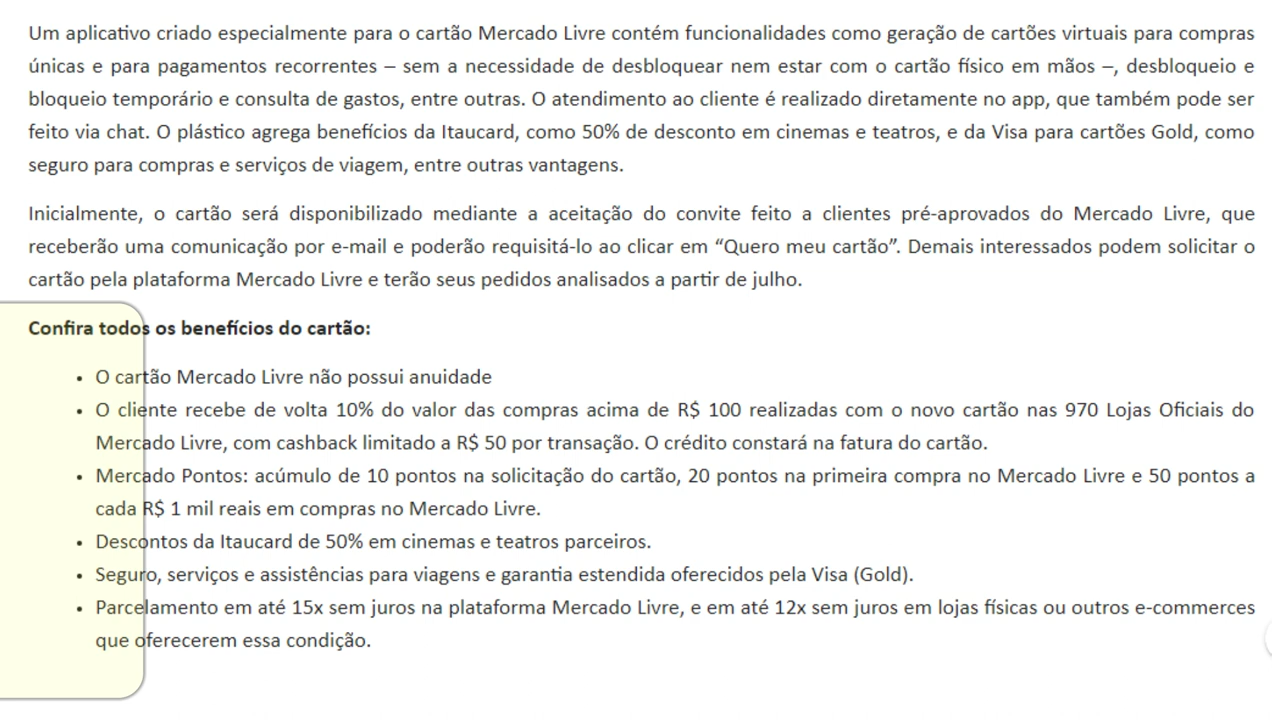 Um aplicativo criado especialmente para o cartão Mercado Livre contém funcionalidades como geração de cartões virtuais para compras
únicas e para pagamentos recorrentes – sem a necessidade de desbloquear nem estar com o cartão físico em mãos –, desbloqueio e
bloqueio temporário e consulta de gastos, entre outras. O atendimento ao cliente é realizado diretamente no app, que também pode ser
feito via chat. O plástico agrega benefícios da Itaucard, como 50% de desconto em cinemas e teatros, e da Visa para cartões Gold, como
seguro para compras e serviços de viagem, entre outras vantagens.
Inicialmente, o cartão será disponibilizado mediante a aceitação do convite feito a clientes pré-aprovados do Mercado Livre, que
receberão uma comunicação por e-mail e poderão requisitá-lo ao clicar em “Quero meu cartão”. Demais interessados podem solicitar o
cartão pela plataforma Mercado Livre e terão seus pedidos analisados a partir de julho.
Confira todos os benefícios do cartão:
• O cartão Mercado Livre não possui anuidade
• O cliente recebe de volta 10% do valor das compras acima de R$ 100 realizadas com o novo cartão nas 970 Lojas Oficiais do
Mercado Livre, com cashback limitado a R$ 50 por transação. O crédito constará na fatura do cartão.
• Mercado Pontos: acúmulo de 10 pontos na solicitação do cartão, 20 pontos na primeira compra no Mercado Livre e 50 pontos a
cada R$ 1 mil reais em compras no Mercado Livre.
• Descontos da Itaucard de 50% em cinemas e teatros parceiros.
• Seguro, serviços e assistências para viagens e garantia estendida oferecidos pela Visa (Gold).
• Parcelamento em até 15x sem juros na plataforma Mercado Livre, e em até 12x sem juros em lojas físicas ou outros e-commerces
que oferecerem essa condição.